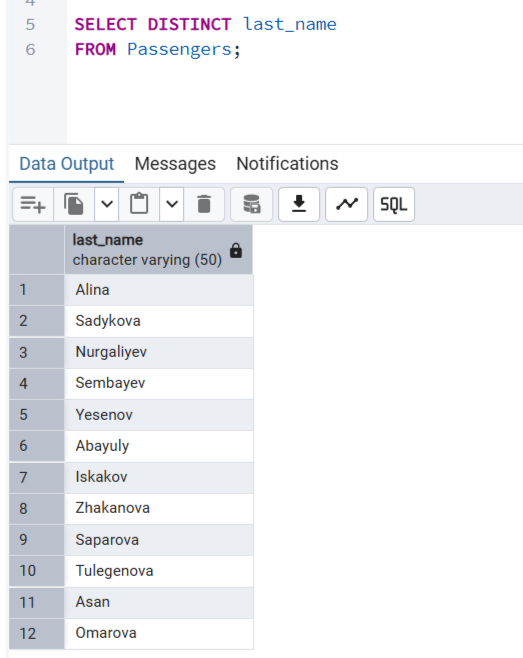 4
5 SELECT DISTINCT last_name
6 FROM Passengers;
Data Output Messages Notifications
SQL
last_name
character varying (50)
1 Alina
2 Sadykova
3 Nurgaliyev
4 Sembayev
5 Yesenov
6 Abayuly
7 Iskakov
8 Zhakanova
9 Saparova
10 Tulegenova
11 Asan
12 Omarova